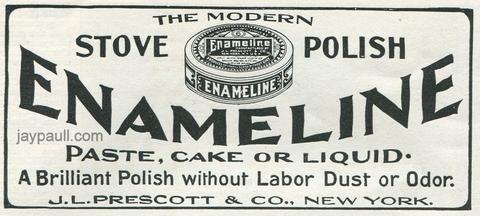 THE MODERN
STOVE POLISH
Enameline
ENAMELINE
ENAMELINE
jaypaull.com
PASTE, CAKE OR LIQUID.
A Brilliant Polish without Labor Dust or Odor.
J.L. PRESCOTT & CO., NEW YORK.